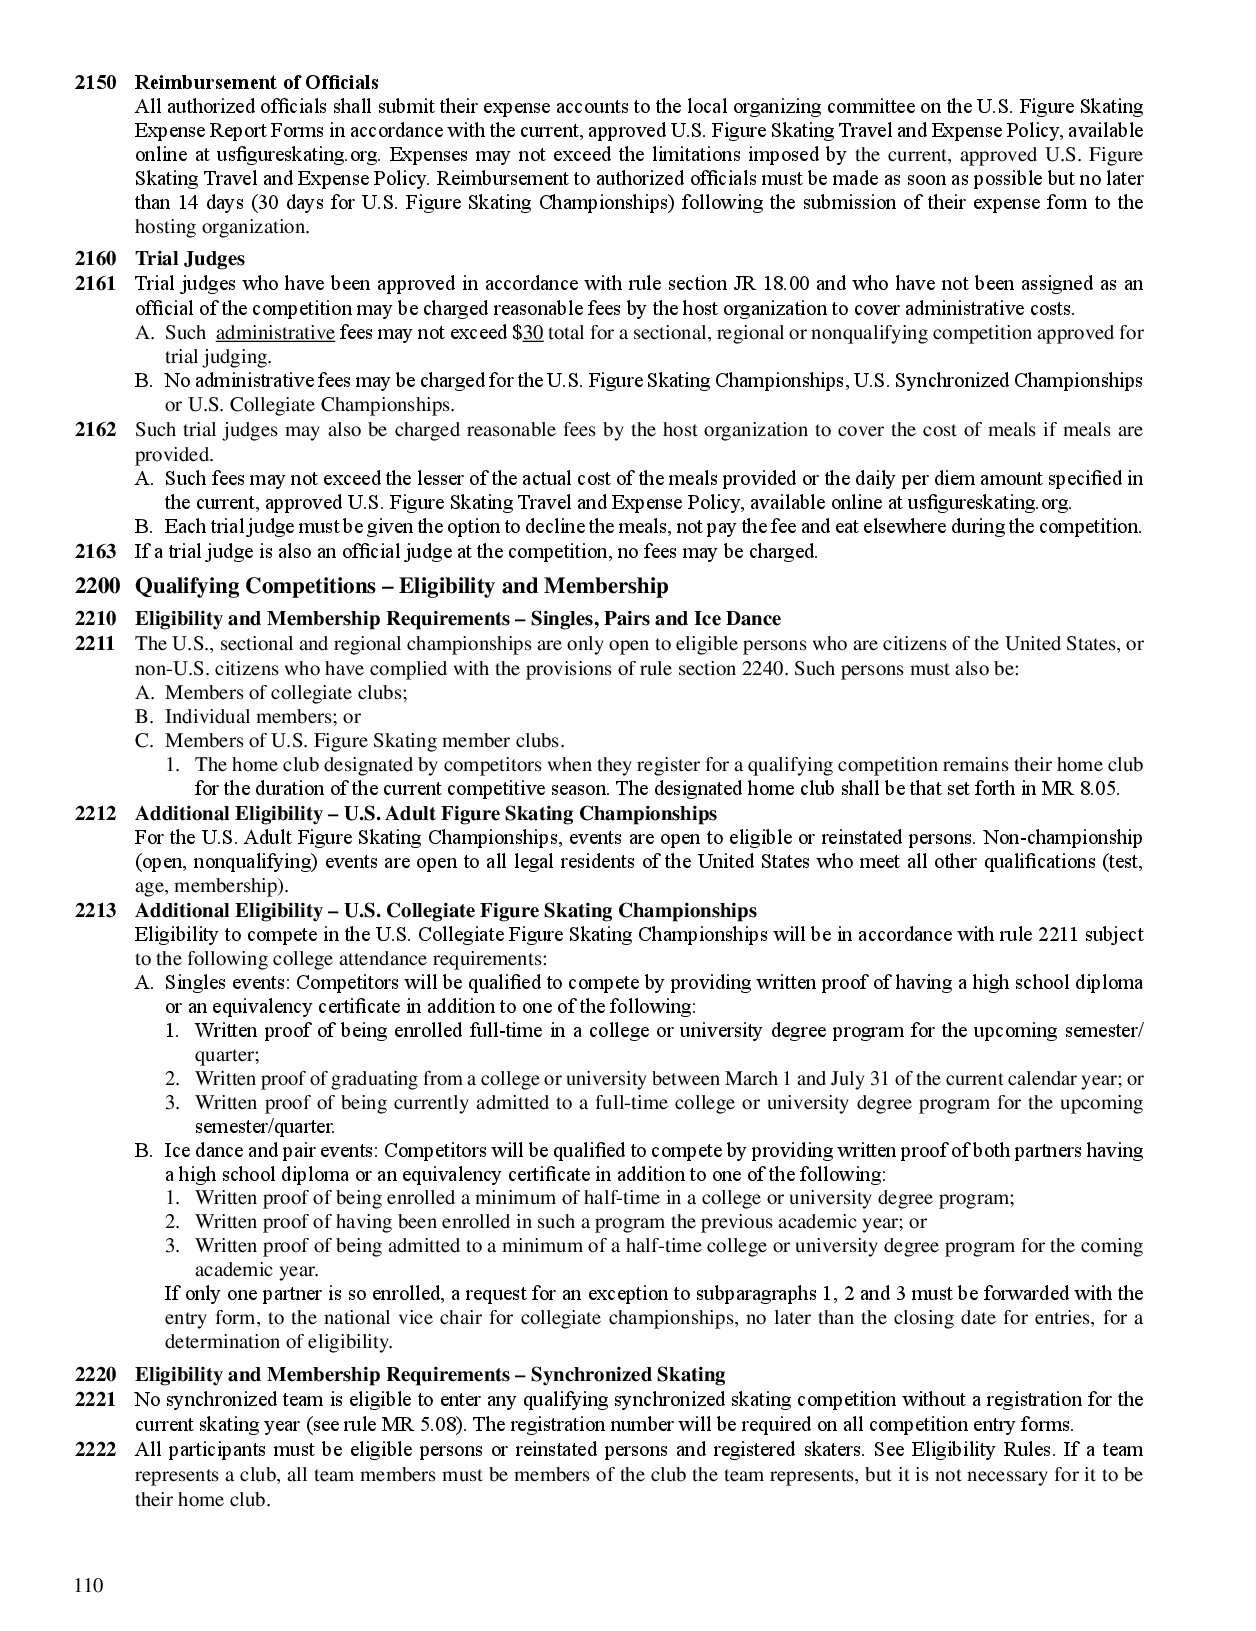 2150 Reimbursement of Officials
All authorized officials shall submit their expense accounts to the local organizing committee on the U.S. Figure Skating
Expense Report Forms in accordance with the current, approved U.S. Figure Skating Travel and Expense Policy, available
online at usfigureskating.org. Expenses may not exceed the limitations imposed by the current, approved U.S. Figure
Skating Travel and Expense Policy. Reimbursement to authorized officials must be made as soon as possible but no later
than 14 days (30 days for U.S. Figure Skating Championships) following the submission of their expense form to the
hosting organization.
2160 Trial Judges
2161 Trial judges who have been approved in accordance with rule section JR 18.00 and who have not been assigned as an
official of the competition may be charged reasonable fees by the host organization to cover administrative costs.
A. Such administrative fees may not exceed $30 total for a sectional, regional or nonqualifying competition approved for
trial judging.
B. No administrative fees may be charged for the U.S. Figure Skating Championships, U.S. Synchronized Championships
or U.S. Collegiate Championships.
2162 Such trial judges may also be charged reasonable fees by the host organization to cover the cost of meals if meals are
provided.
A. Such fees may not exceed the lesser of the actual cost of the meals provided or the daily per diem amount specified in
the current, approved U.S. Figure Skating Travel and Expense Policy, available online at usfigureskating.org.
B. Each trial judge must be given the option to decline the meals, not pay the fee and eat elsewhere during the competition.
2163 If a trial judge is also an official judge at the competition, no fees may be charged.
2200 Qualifying Competitions – Eligibility and Membership
2210 Eligibility and Membership Requirements – Singles, Pairs and Ice Dance
2211 The U.S., sectional and regional championships are only open to eligible persons who are citizens of the United States, or
non-U.S. citizens who have complied with the provisions of rule section 2240. Such persons must also be:
A. Members of collegiate clubs;
B. Individual members; or
C. Members of U.S. Figure Skating member clubs.
1. The home club designated by competitors when they register for a qualifying competition remains their home club
for the duration of the current competitive season. The designated home club shall be that set forth in MR 8.05.
2212 Additional Eligibility – U.S. Adult Figure Skating Championships
For the U.S. Adult Figure Skating Championships, events are open to eligible or reinstated persons. Non-championship
(open, nonqualifying) events are open to all legal residents of the United States who meet all other qualifications (test,
age, membership).
2213 Additional Eligibility – U.S. Collegiate Figure Skating Championships
Eligibility to compete in the U.S. Collegiate Figure Skating Championships will be in accordance with rule 2211 subject
to the following college attendance requirements:
A. Singles events: Competitors will be qualified to compete by providing written proof of having a high school diploma
or an equivalency certificate in addition to one of the following:
1. Written proof of being enrolled full-time in a college or university degree program for the upcoming semester/
quarter;
2. Written proof of graduating from a college or university between March 1 and July 31 of the current calendar year; or
3. Written proof of being currently admitted to a full-time college or university degree program for the upcoming
semester/quarter.
B. Ice dance and pair events: Competitors will be qualified to compete by providing written proof of both partners having
a high school diploma or an equivalency certificate in addition to one of the following:
1. Written proof of being enrolled a minimum of half-time in a college or university degree program;
2. Written proof of having been enrolled in such a program the previous academic year; or
3. Written proof of being admitted to a minimum of a half-time college or university degree program for the coming
academic year.
If only one partner is so enrolled, a request for an exception to subparagraphs 1, 2 and 3 must be forwarded with the
entry form, to the national vice chair for collegiate championships, no later than the closing date for entries, for a
determination of eligibility.
2220 Eligibility and Membership Requirements – Synchronized Skating
2221 No synchronized team is eligible to enter any qualifying synchronized skating competition without a registration for the
current skating year (see rule MR 5.08). The registration number will be required on all competition entry forms.
2222 All participants must be eligible persons or reinstated persons and registered skaters. See Eligibility Rules. If a team
represents a club, all team members must be members of the club the team represents, but it is not necessary for it to be
their home club.
110